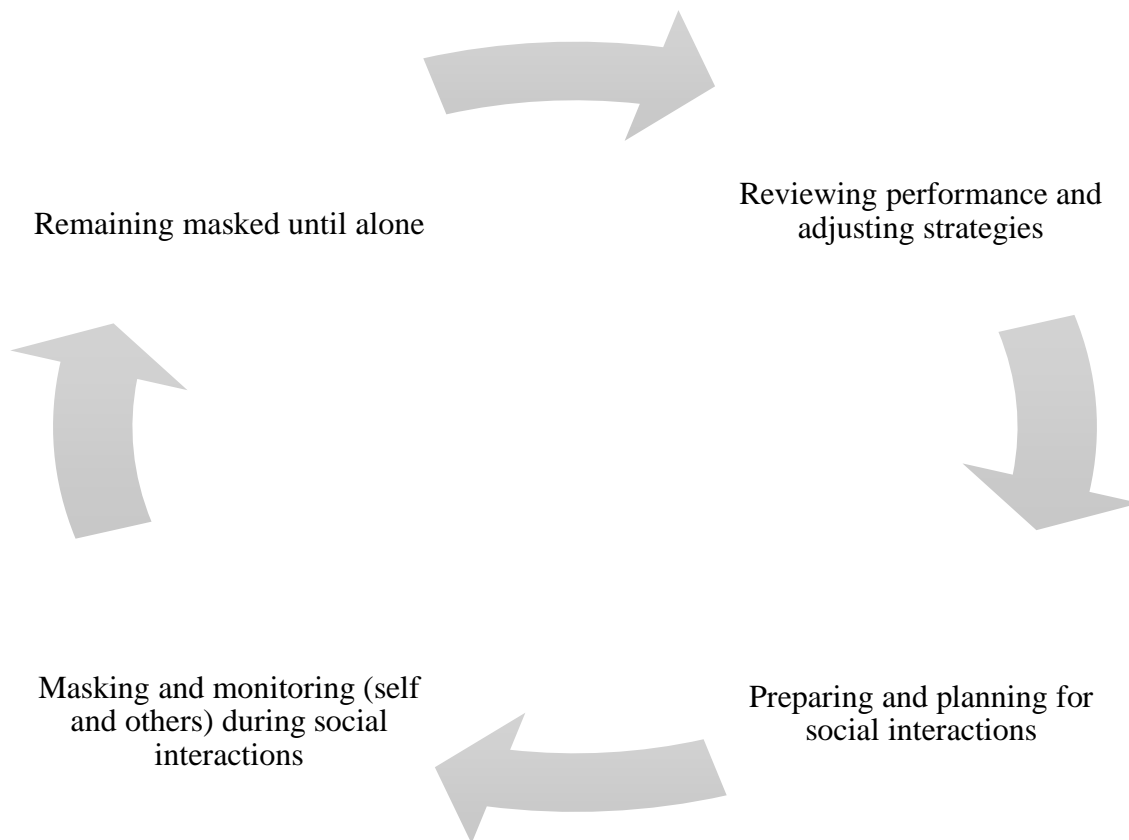 Remaining masked until alone
Reviewing performance and
adjusting strategies
Masking and monitoring (self
and others) during social
interactions
Preparing and planning for
social interactions